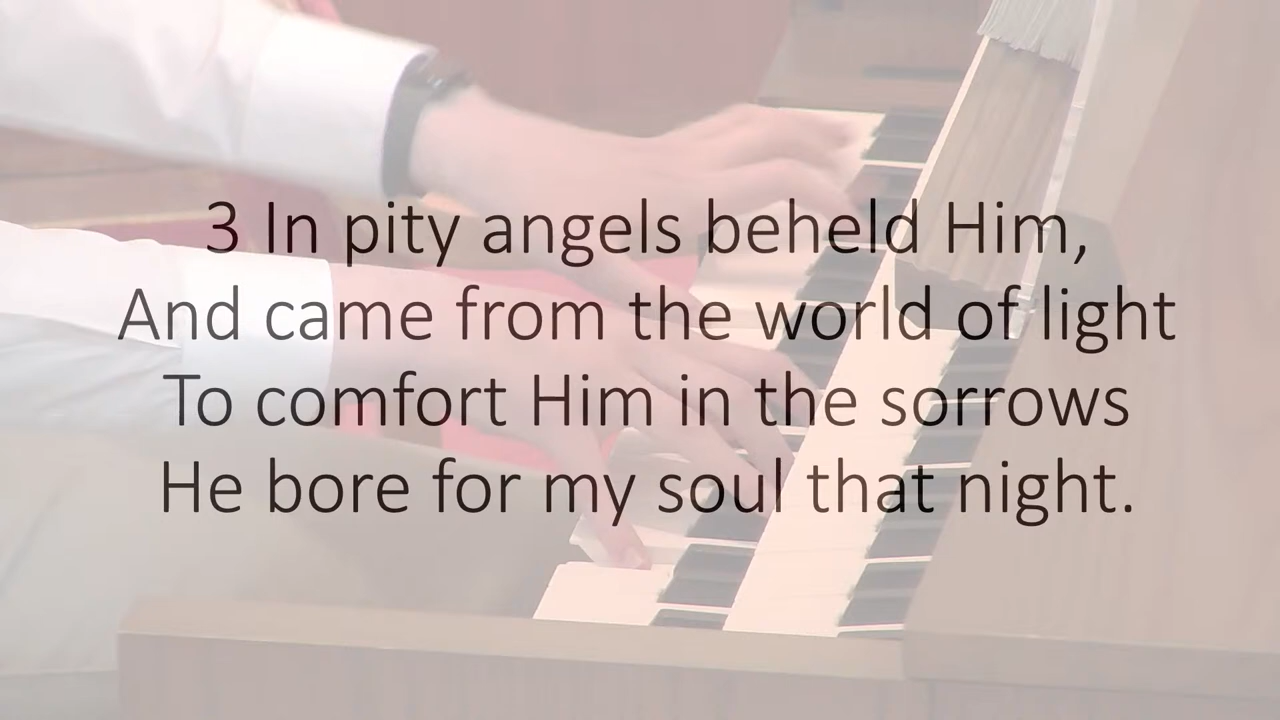 3 In pity angels beheld Him,
And came from the world of light
To comfort Him in the sorrows
He bore for my soul that night.